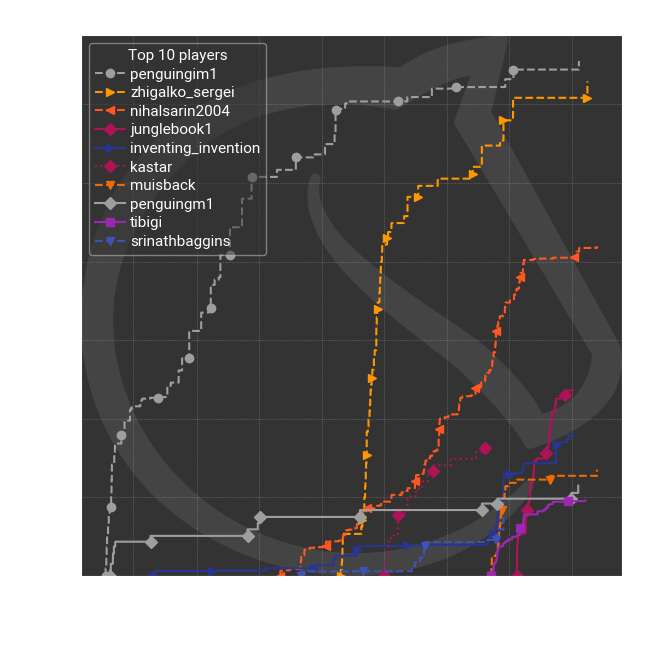 Top 10 players
penguingim1
zhigalko_sergei
nihalsarin2004
junglebook1
inventing_invention
kastar
muisback
penguingm1
tibigi
srinathbaggins